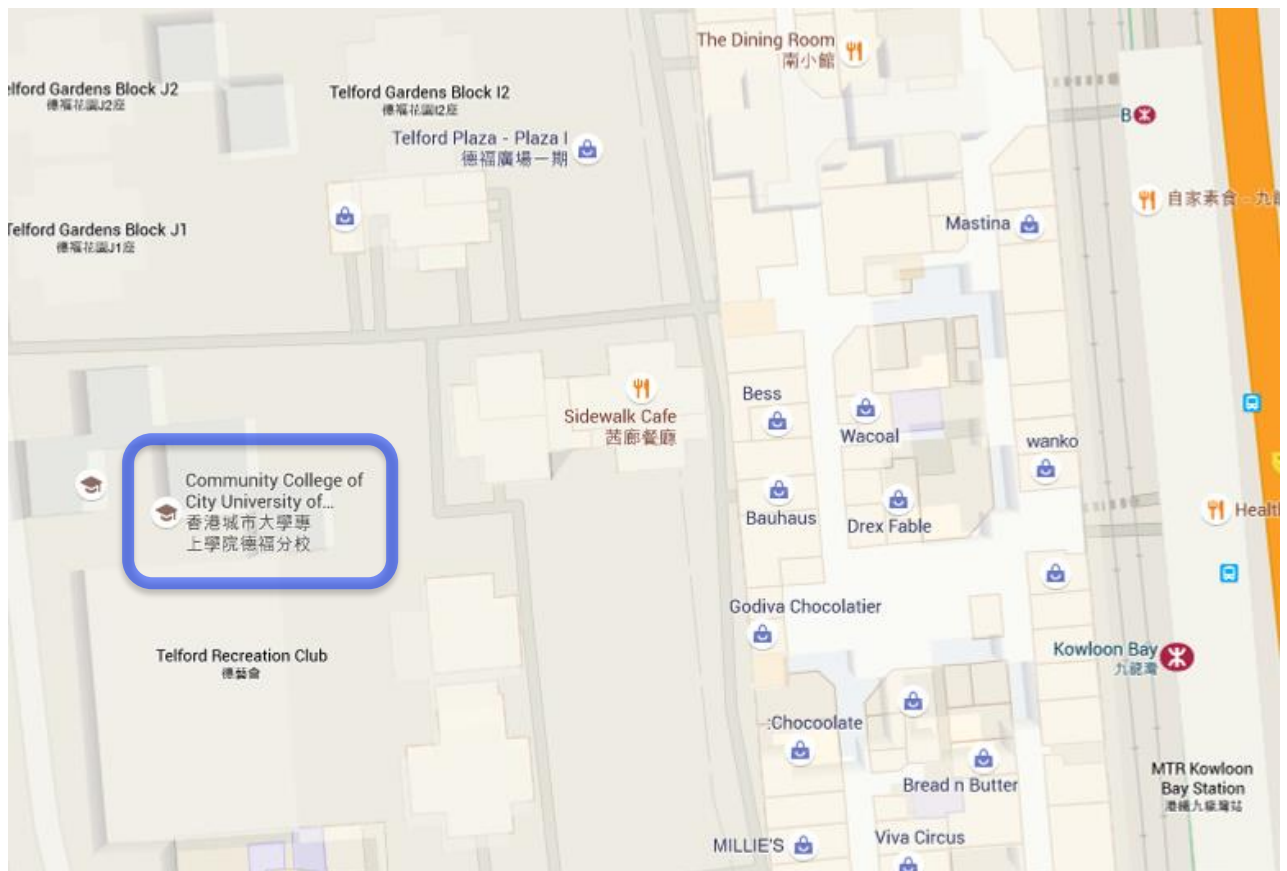 The Dining Room
南小館
elford Gardens Block J2
德福花園J2座
Telford Gardens Block I2
德福花園I2座
B
Telford Plaza - Plaza I
德福廣場一期
自家素食 - 九龍
Mastina
Telford Gardens Block J1
德福花園J1座
Bess
Sidewalk Cafe
茜廊餐廳
Wacoal
wanko
Community College of
City University of...
香港城市大學專
上學院德福分校
Bauhaus
Drex Fable
Health
Godiva Chocolatier
Telford Recreation Club
德藝會
Kowloon Bay
九龍灣
:Chocoolate
Bread n Butter
MTR Kowloon
Bay Station
港鐵九龍灣站
MILLIE'S
Viva Circus